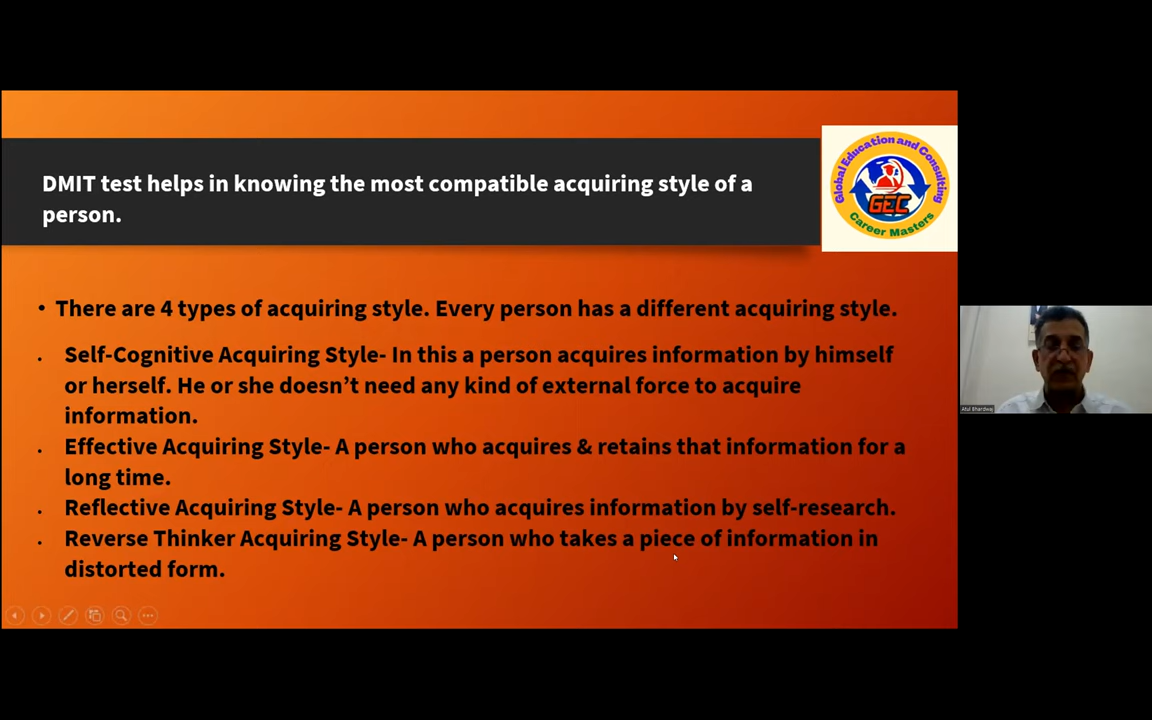 DMIT test helps in knowing the most compatible acquiring style of a
person.
Global Education and Consulting
GEC
Career Masters
• There are 4 types of acquiring style. Every person has a different acquiring style.
• Self-Cognitive Acquiring Style- In this a person acquires information by himself
or herself. He or she doesn’t need any kind of external force to acquire
information.
• Effective Acquiring Style- A person who acquires & retains that information for a
long time.
• Reflective Acquiring Style- A person who acquires information by self-research.
• Reverse Thinker Acquiring Style- A person who takes a piece of information in
distorted form.
Atul Bhardwaj